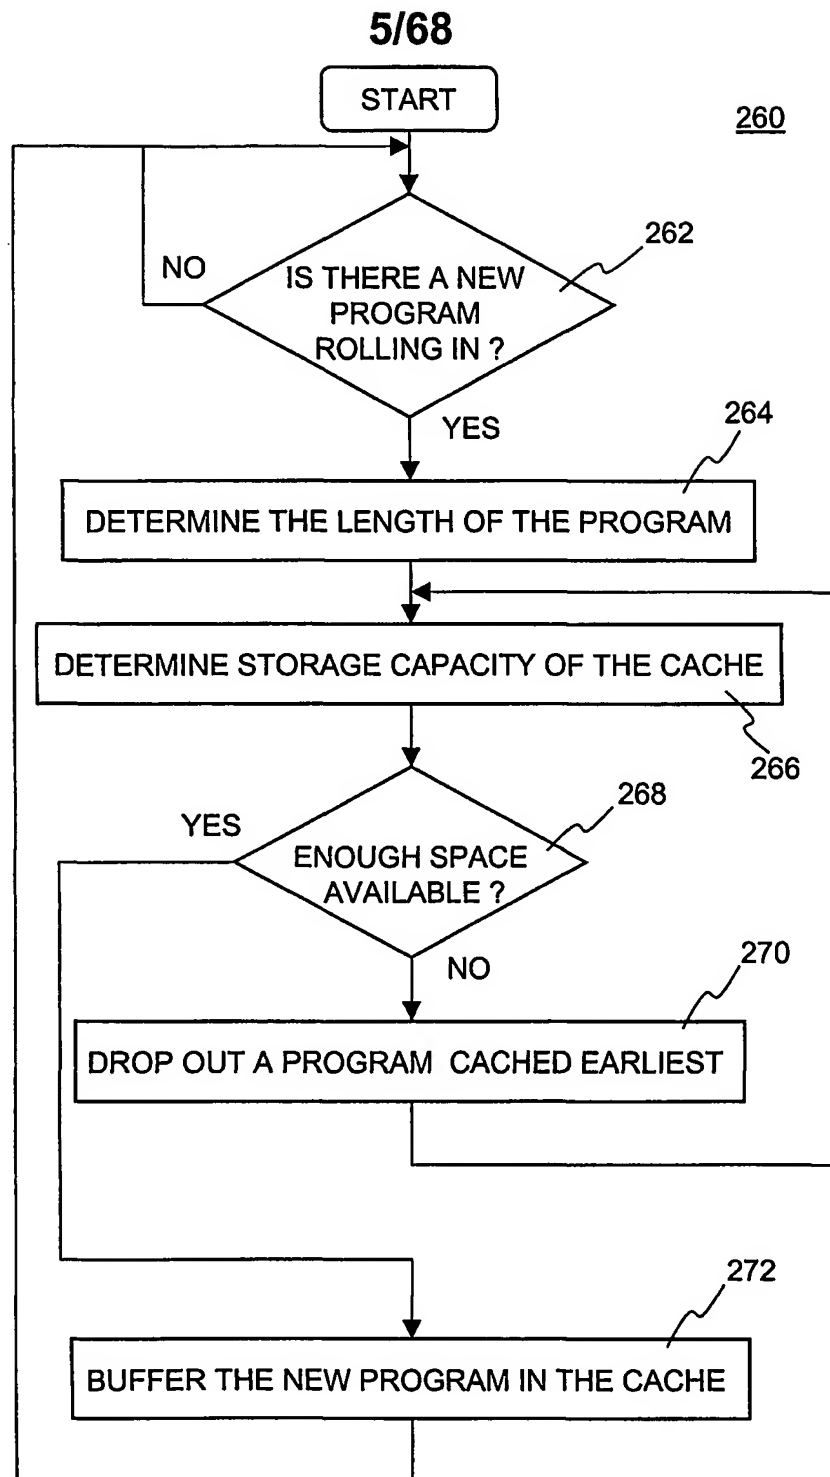 5/68
START
260
262
NO
IS THERE A NEW
PROGRAM
ROLLING IN ?
YES
264
DETERMINE THE LENGTH OF THE PROGRAM
DETERMINE STORAGE CAPACITY OF THE CACHE
266
268
YES
ENOUGH SPACE
AVAILABLE ?
NO
270
DROP OUT A PROGRAM CACHED EARLIEST
272
BUFFER THE NEW PROGRAM IN THE CACHE